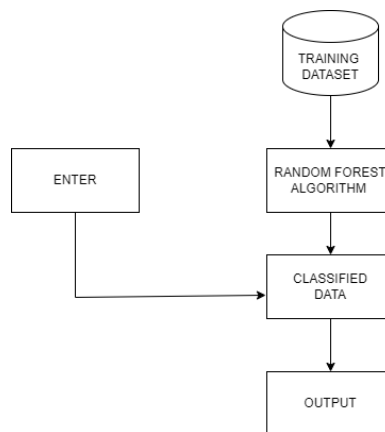 TRAINING
DATASET
ENTER
RANDOM FOREST
ALGORITHM
CLASSIFIED
DATA
OUTPUT